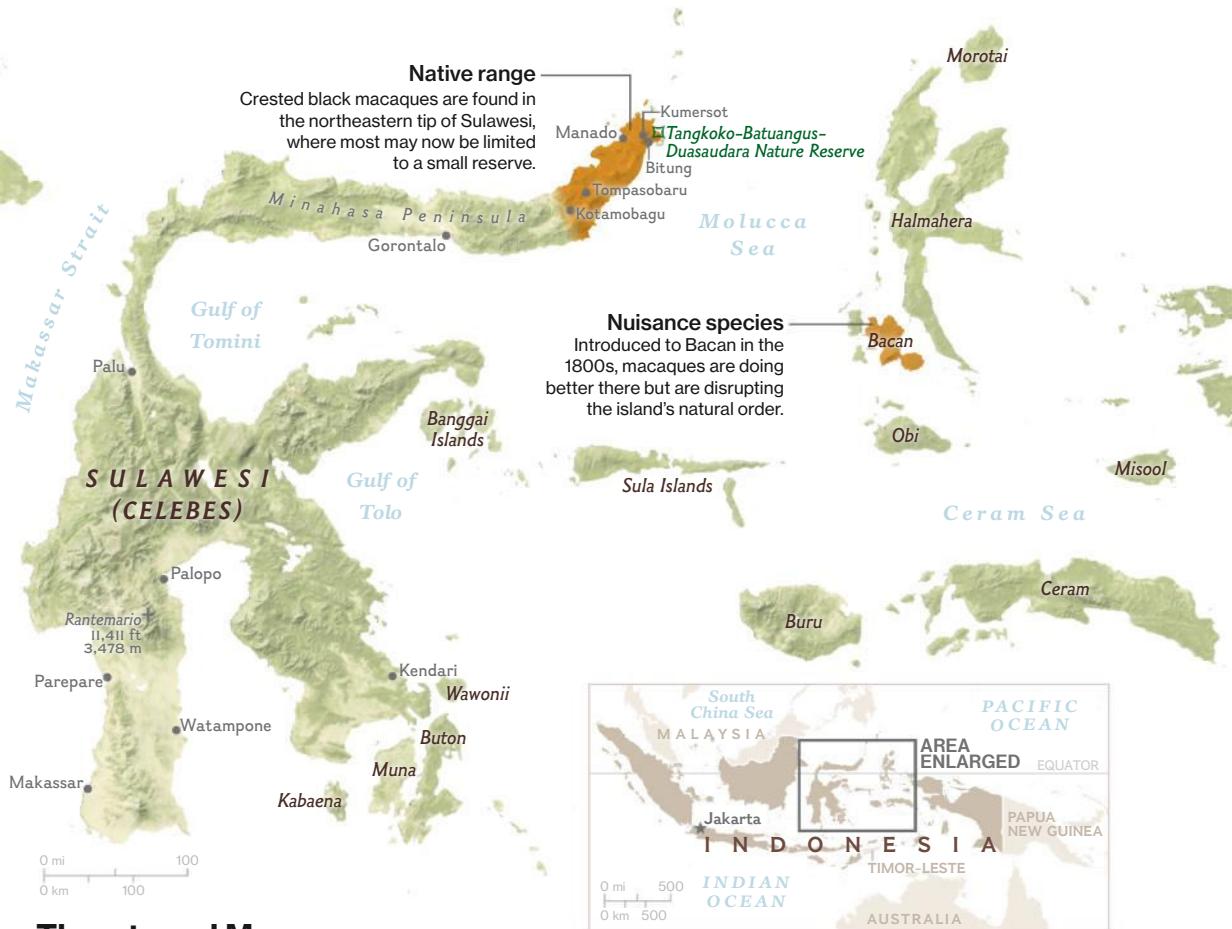 Morotai
Native range
Crested black macaques are found in
the northeastern tip of Sulawesi,
where most may now be limited
to a small reserve.
Kumersot
Manado
Tangkoko-Batuangus-
Duasaudara Nature Reserve
Bitung
Tompasobaru
Kotamobagu
Minahasa Peninsula
Gorontalo
Molucca
Sea
Halmahera
Makassar Strait
Gulf of
Tomini
Nuisance species
Introduced to Bacan in the
1800s, macaques are doing
better there but are disrupting
the island's natural order.
Bacan
Palu
Banggai
Islands
Obi
Misool
SULAWESI
(CELEBES)
Gulf of
Tolo
Sula Islands
Ceram Sea
Palopo
Ceram
Rantemario
11,411 ft
3,478 m
Buru
Parepare
Kendari
Wawonii
Watampone
Buton
Muna
Makassar
Kabaena
0 mi 100
0 km 100
South
China Sea
PACIFIC
OCEAN
MALAYSIA
AREA
ENLARGED
EQUATOR
Jakarta
PAPUA
NEW GUINEA
INDONESIA
TIMOR-LESTE
INDIAN
OCEAN
0 mi 500
0 km 500
AUSTRALIA